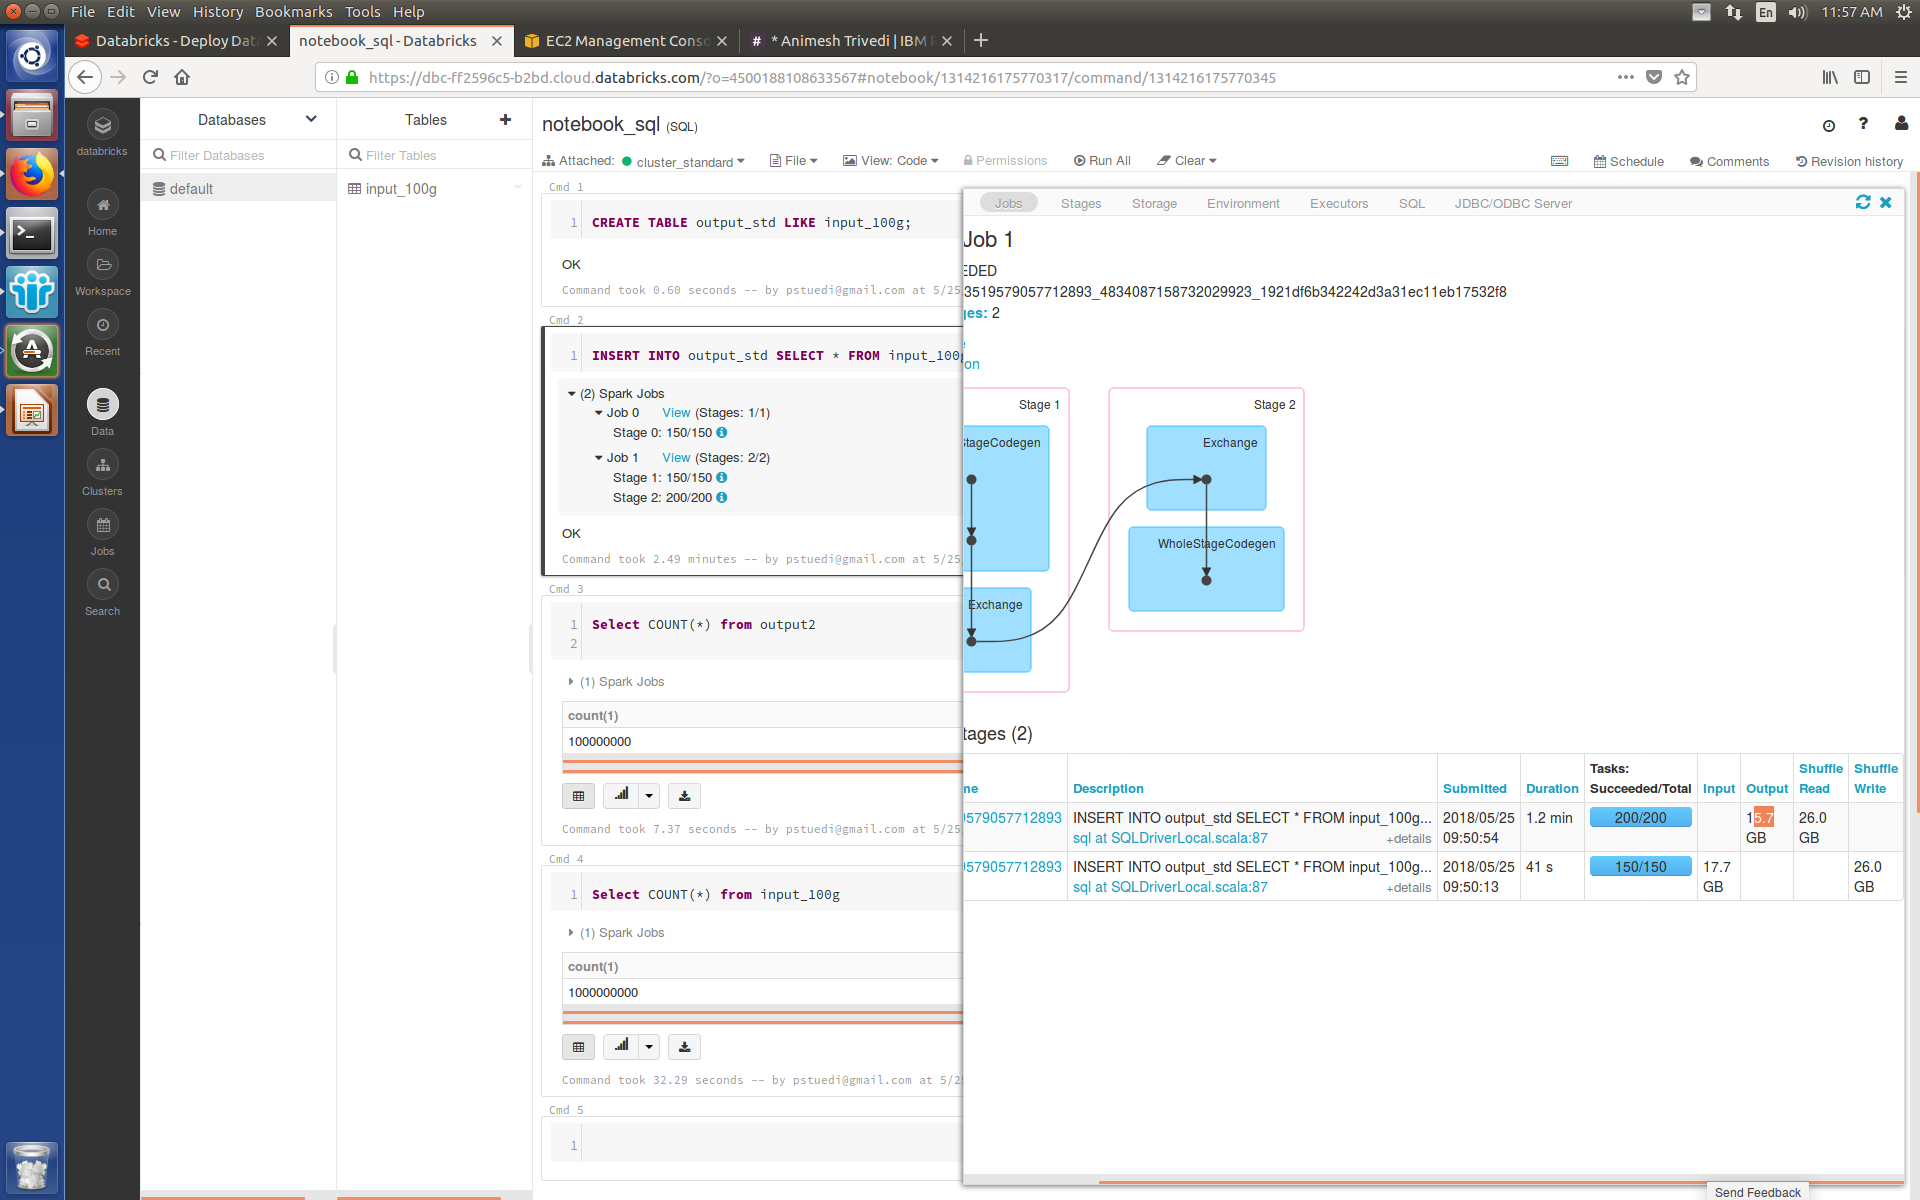 File Edit View History Bookmarks Tools Help
En 11:57 AM
Databricks - Deploy Dat
notebook_sql - Databricks
EC2 Management Conso
* Animesh Trivedi | IBM
https://dbc-ff2596c5-b2bd.cloud.databricks.com/?o=4500188108633567#notebook/1314216175770317/command/1314216175770345
databricks
Home
Workspace
Recent
Data
Clusters
Jobs
Search
Databases
Filter Databases
default
Tables
Filter Tables
input_100g
notebook_sql (SQL)
Attached: cluster_standard File View: Code Permissions Run All Clear
Schedule Comments Revision history
Cmd 1
1 CREATE TABLE output_std LIKE input_100g;
OK
Command took 0.60 seconds -- by pstuedi@gmail.com at 5/25
Cmd 2
1 INSERT INTO output_std SELECT * FROM input_100g
(2) Spark Jobs
Job 0 View (Stages: 1/1)
Stage 0: 150/150
Job 1 View (Stages: 2/2)
Stage 1: 150/150
Stage 2: 200/200
OK
Command took 2.49 minutes -- by pstuedi@gmail.com at 5/25
Cmd 3
1 Select COUNT(*) from output2
2
(1) Spark Jobs
count(1)
100000000
Command took 7.37 seconds -- by pstuedi@gmail.com at 5/25
Cmd 4
1 Select COUNT(*) from input_100g
(1) Spark Jobs
count(1)
1000000000
Command took 32.29 seconds -- by pstuedi@gmail.com at 5/2
Cmd 5
1
Jobs Stages Storage Environment Executors SQL JDBC/ODBC Server
Job 1
EDED
3519579057712893_4834087158732029923_1921df6b342242d3a31ec11eb17532f8
ges: 2
e
on
Stage 1
StageCodegen
Exchange
Stage 2
Exchange
WholeStageCodegen
tages (2)
me Description Submitted Duration Tasks: Succeeded/Total Input Output Shuffle Read Shuffle Write
9579057712893 INSERT INTO output_std SELECT * FROM input_100g... 2018/05/25 1.2 min 200/200 15.7 26.0
sql at SQLDriverLocal.scala:87 +details 09:50:54 GB GB
9579057712893 INSERT INTO output_std SELECT * FROM input_100g... 2018/05/25 41 s 150/150 17.7 26.0
sql at SQLDriverLocal.scala:87 +details 09:50:13 GB GB
Send Feedback